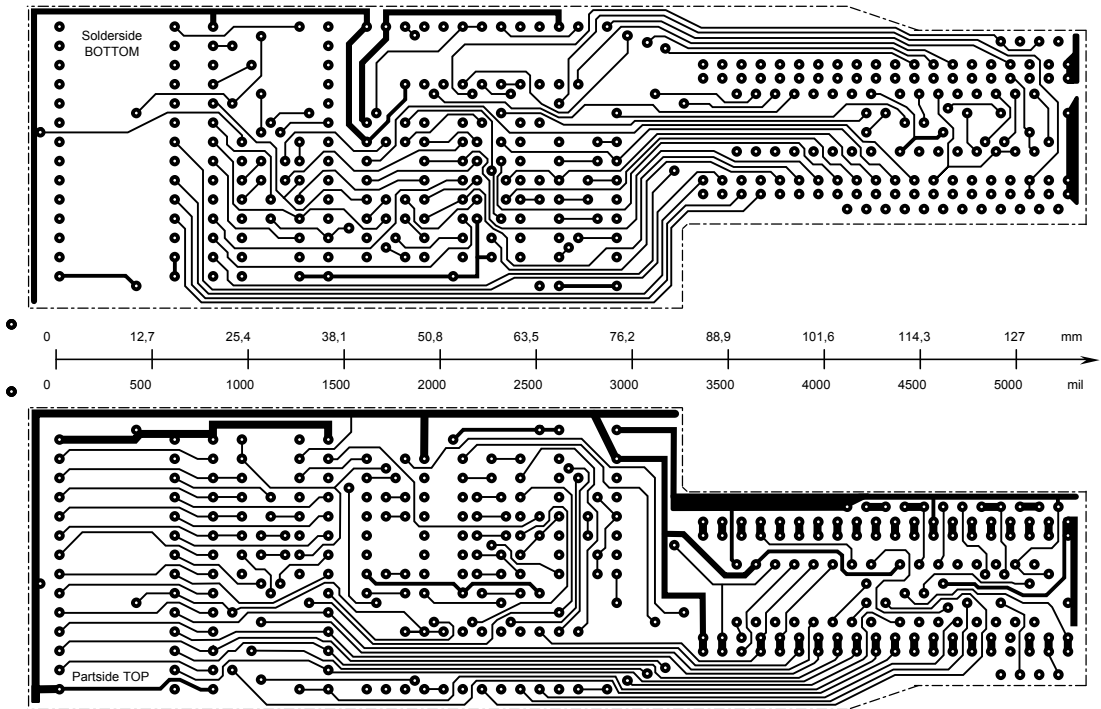 Solderside
BOTTOM
0 12,7 25,4 38,1 50,8 63,5 76,2 88,9 101,6 114,3 127 mm
0 500 1000 1500 2000 2500 3000 3500 4000 4500 5000 mil
Partside TOP